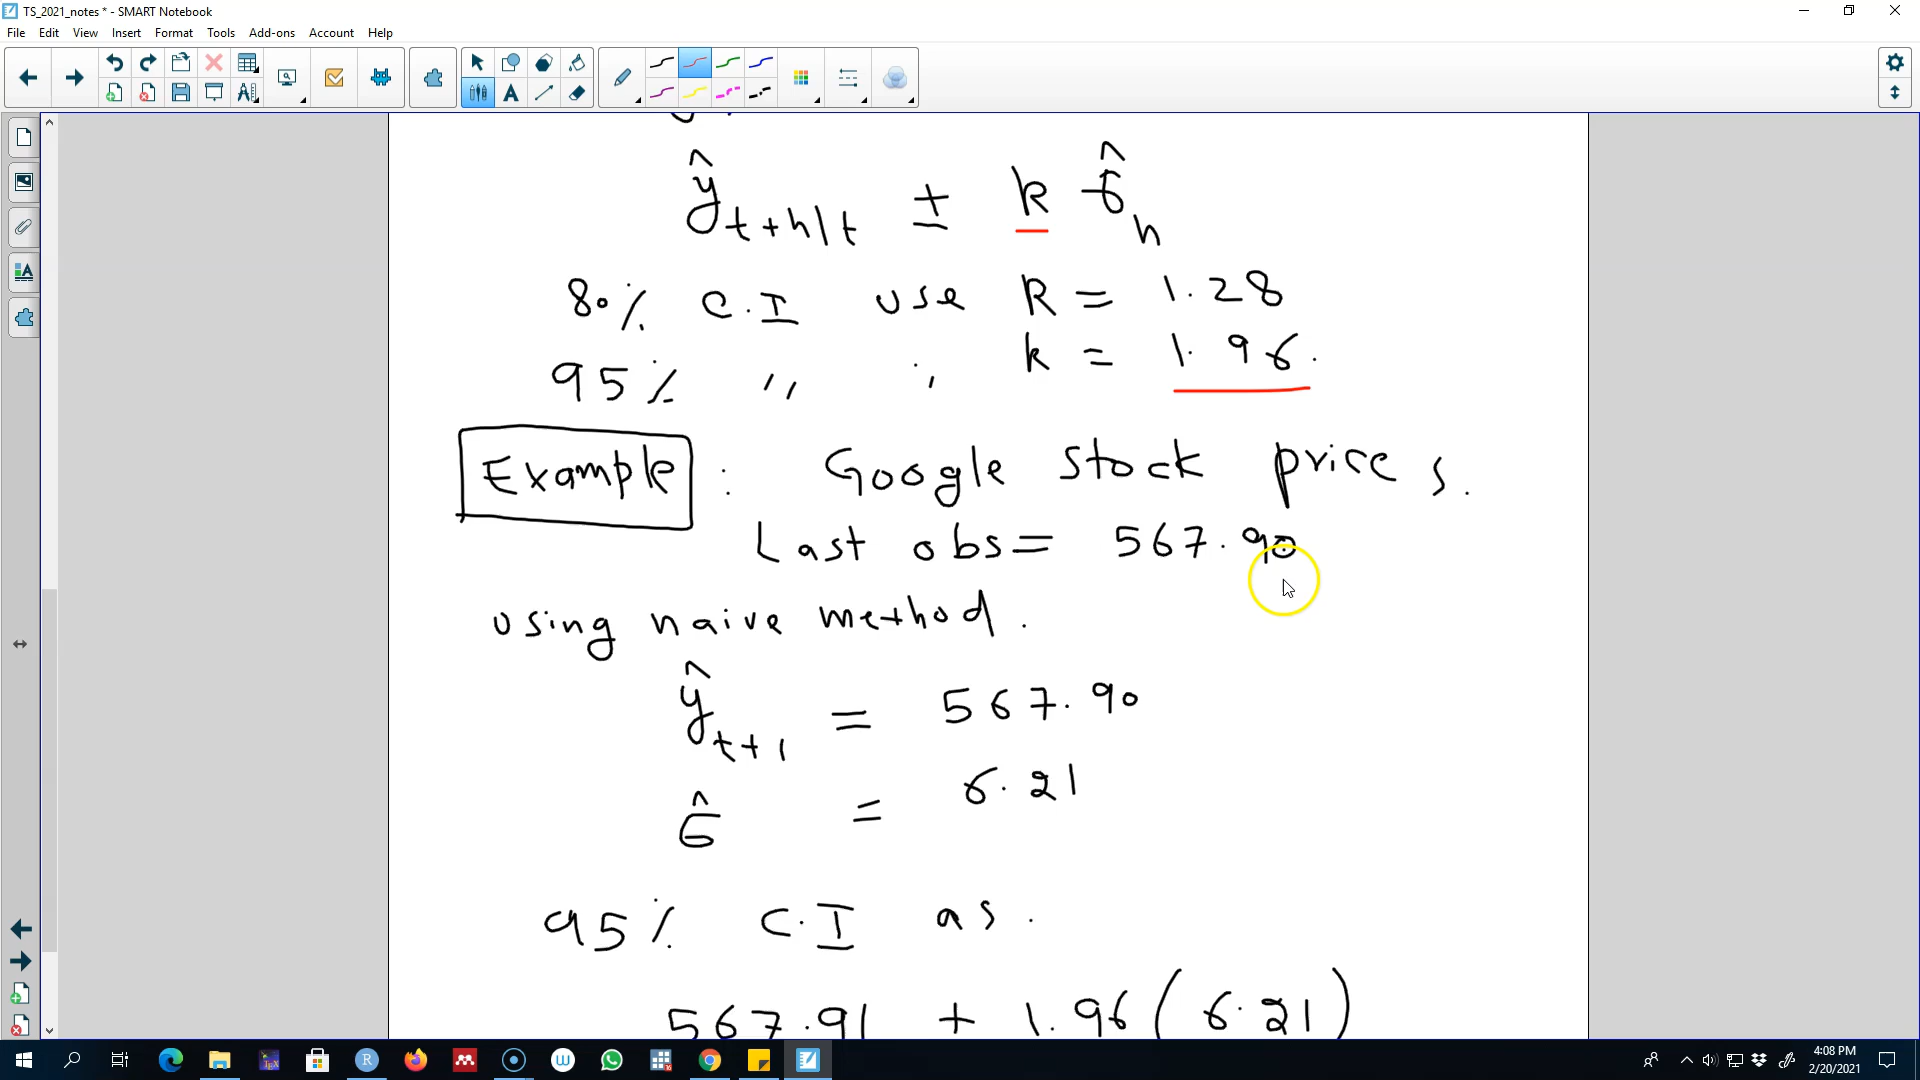 TS_2021_notes * - SMART Notebook
File Edit View Insert Format Tools Add-ons Account Help
ŷ t+h|t ± k σ̂ h
80% C.I use k = 1.28
95% " " k = 1.96.
Example : Google stock prices.
Last obs = 567.90
using naive method.
ŷ t+1 = 567.90
σ̂ = 6.21
95% C.I as.
567.91 + 1.96 (6.21)
4:08 PM
2/20/2021